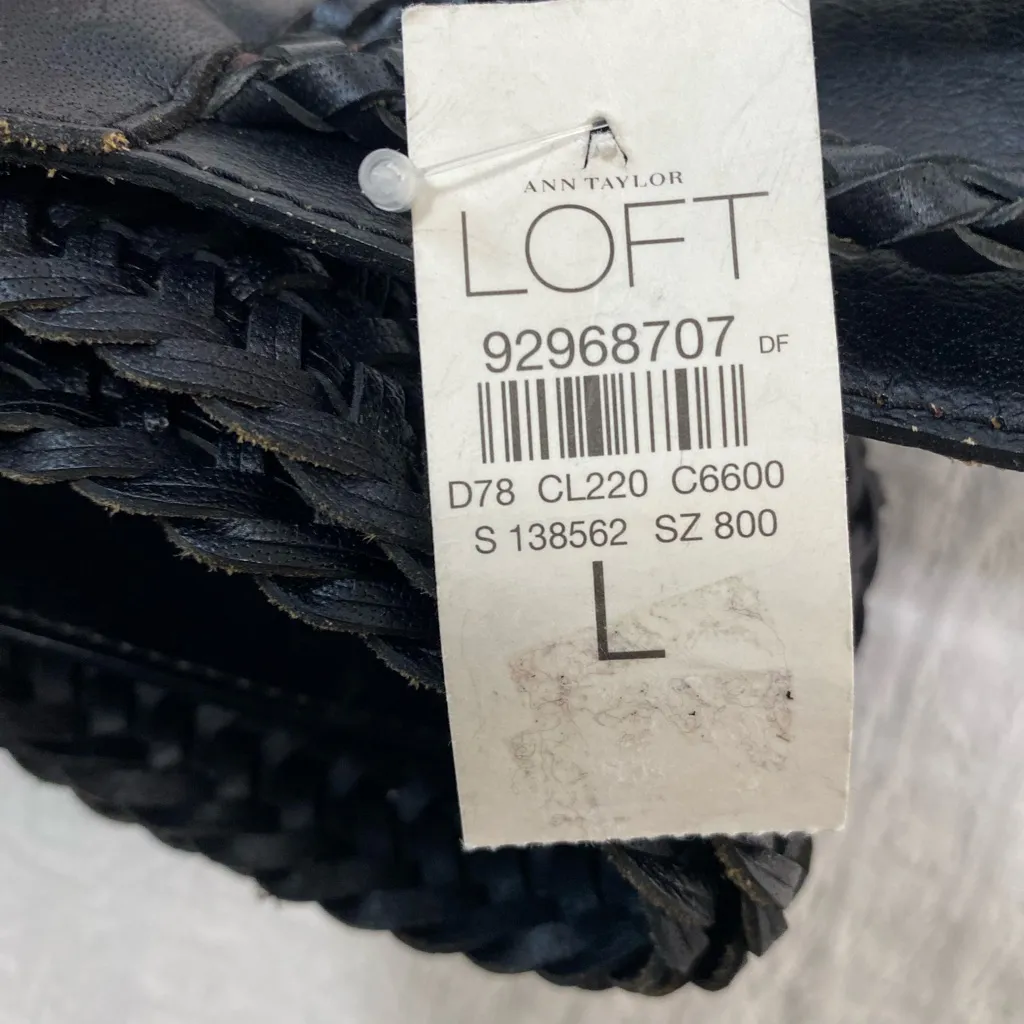 ANN TAYLOR
LOFT
92968707 DF
D78 CL220 C6600
S 138562 SZ 800
L